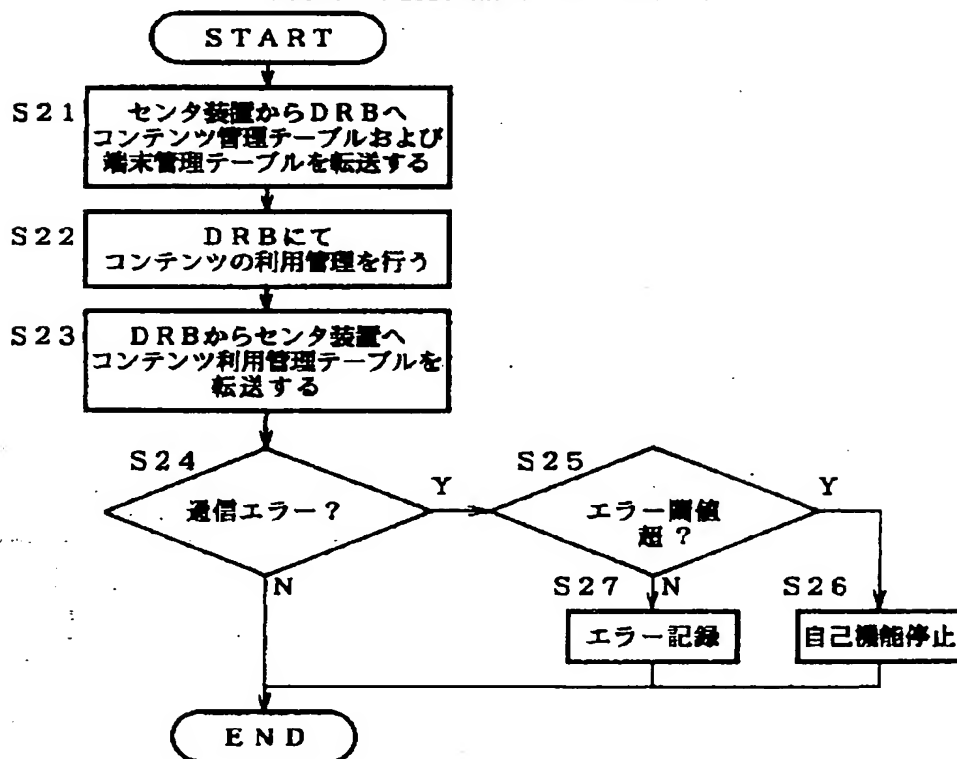 START
S21
センタ装置からDRBへ
コンテンツ管理テーブルおよび
端末管理テーブルを転送する
S22
DRBにて
コンテンツの利用管理を行う
S23
DRBからセンタ装置へ
コンテンツ利用管理テーブルを
転送する
S24
通信エラー?
Y
N
S25
エラー閾値
超?
Y
N
S27
エラー記録
S26
自己機能停止
END